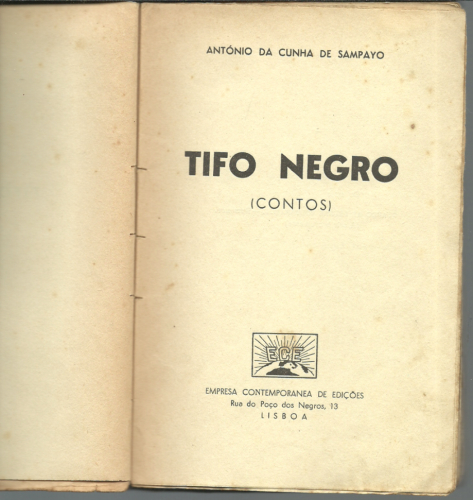 ANTÓNIO DA CUNHA DE SAMPAYO
TIFO NEGRO
(CONTOS)
ECE
EMPRESA CONTEMPORANEA DE EDIÇÕES
Rua do Poço dos Negros, 13
LISBOA